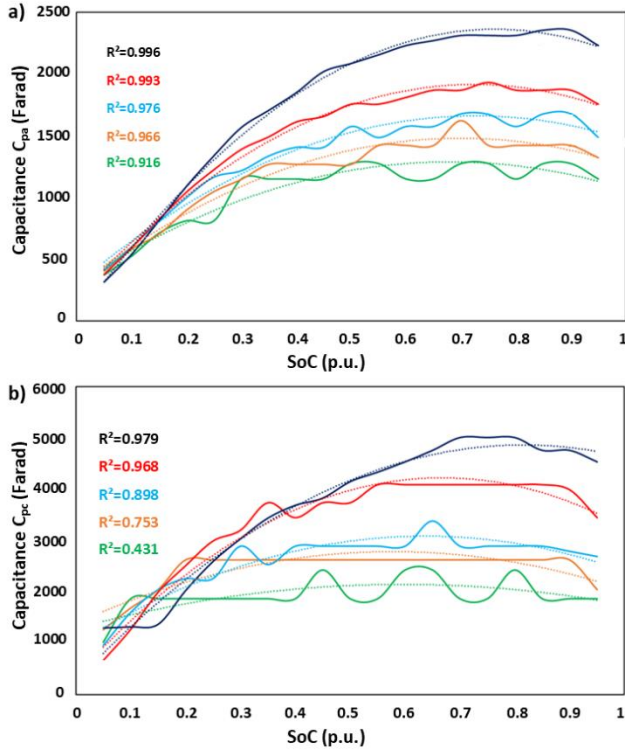 a)
2500
2000
1500
1000
500
0
Capacitance Cpa (Farad)
R²=0.996
R²=0.993
R²=0.976
R²=0.966
R²=0.916
0 0.1 0.2 0.3 0.4 0.5 0.6 0.7 0.8 0.9 1
SoC (p.u.)
b)
6000
5000
4000
3000
2000
1000
0
Capacitance Cpc (Farad)
R²=0.979
R²=0.968
R²=0.898
R²=0.753
R²=0.431
0 0.1 0.2 0.3 0.4 0.5 0.6 0.7 0.8 0.9 1
SoC (p.u.)